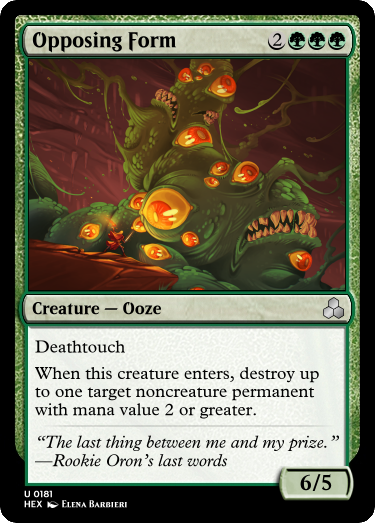 Opposing Form 2
Creature — Ooze
Deathtouch
When this creature enters, destroy up
to one target noncreature permanent
with mana value 2 or greater.
“The last thing between me and my prize.”
—Rookie Oron’s last words
6/5
U 0181
HEX Elena Barbieri